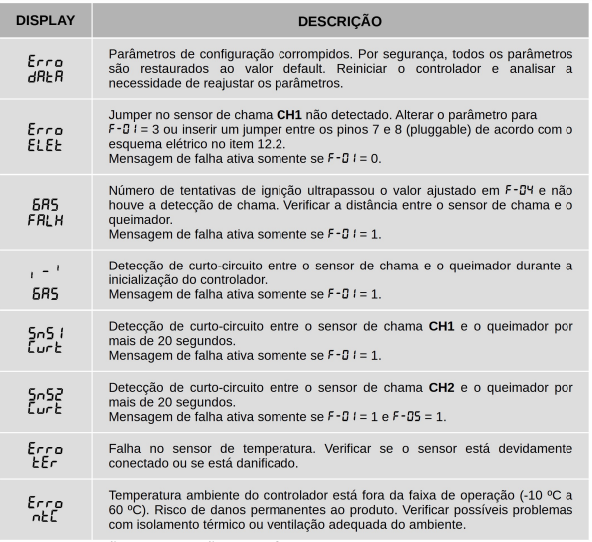 DISPLAY DESCRIÇÃO
Erro
dAtA
Parâmetros de configuração corrompidos. Por segurança, todos os parâmetros
são restaurados ao valor default. Reiniciar o controlador e analisar a
necessidade de reajustar os parâmetros.
Erro
ELEt
Jumper no sensor de chama CH1 não detectado. Alterar o parâmetro para
F-01 = 3 ou inserir um jumper entre os pinos 7 e 8 (pluggable) de acordo com o
esquema elétrico no item 12.2.
Mensagem de falha ativa somente se F-01 = 0.
GAS
FALH
Número de tentativas de ignição ultrapassou o valor ajustado em F-04 e não
houve a detecção de chama. Verificar a distância entre o sensor de chama e o
queimador.
Mensagem de falha ativa somente se F-01 = 1.
GAS
Detecção de curto-circuito entre o sensor de chama e o queimador durante a
inicialização do controlador.
Mensagem de falha ativa somente se F-01 = 1.
SnS1
Curt
Detecção de curto-circuito entre o sensor de chama CH1 e o queimador por
mais de 20 segundos.
Mensagem de falha ativa somente se F-01 = 1.
SnS2
Curt
Detecção de curto-circuito entre o sensor de chama CH2 e o queimador por
mais de 20 segundos.
Mensagem de falha ativa somente se F-01 = 1 e F-05 = 1.
Erro
tEr
Falha no sensor de temperatura. Verificar se o sensor está devidamente
conectado ou se está danificado.
Erro
ntC
Temperatura ambiente do controlador está fora da faixa de operação (-10 ºC a
60 ºC). Risco de danos permanentes ao produto. Verificar possíveis problemas
com isolamento térmico ou ventilação adequada do ambiente.